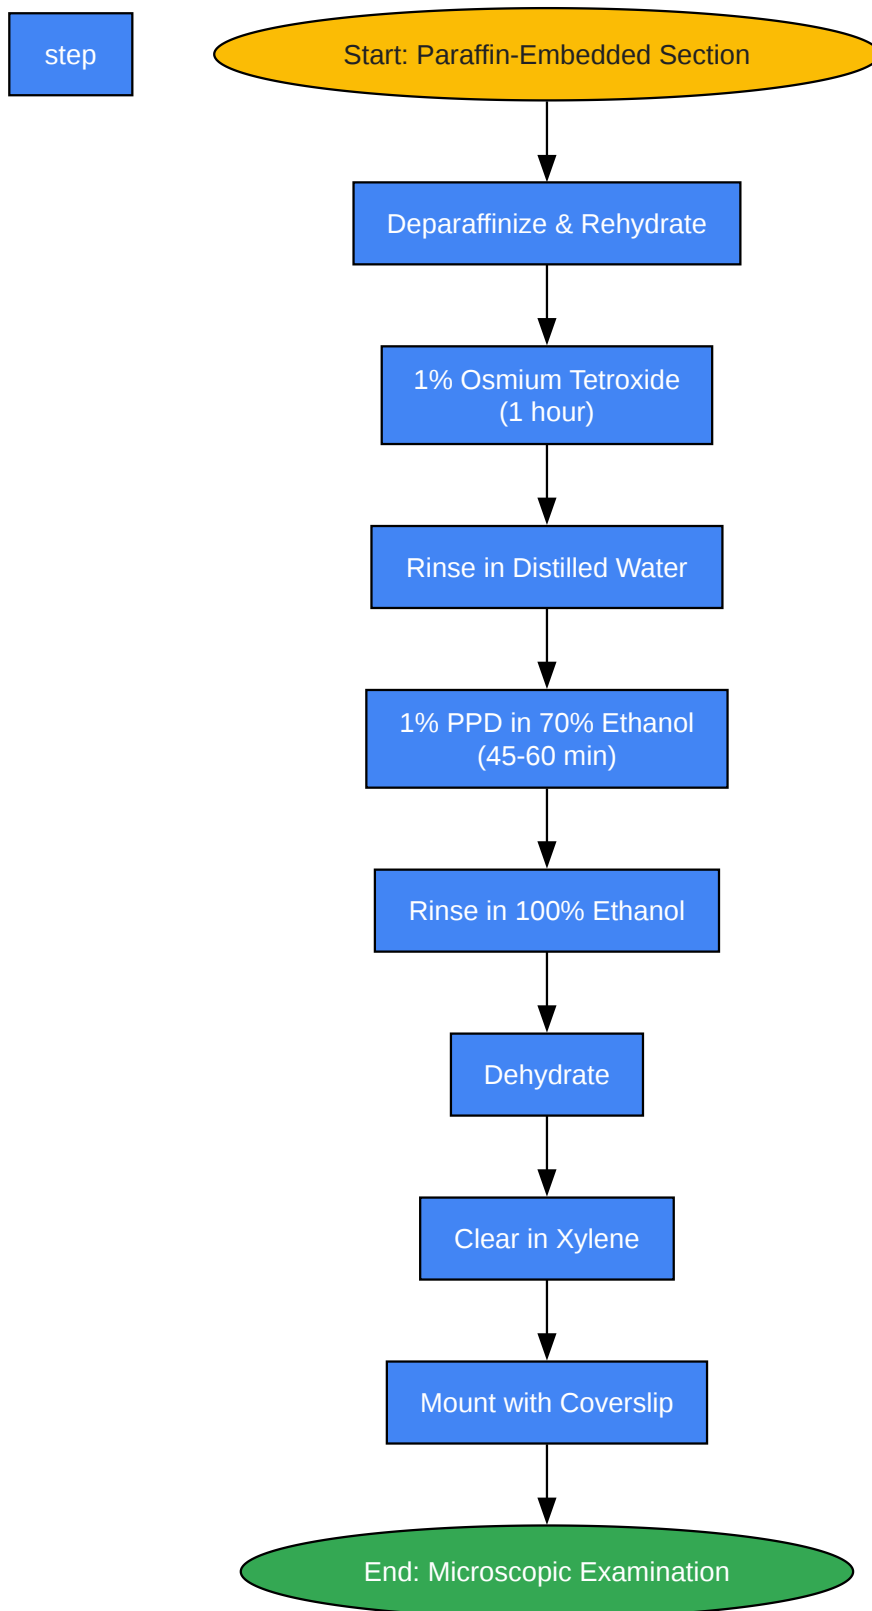 step
Start: Paraffin-Embedded Section
Deparaffinize & Rehydrate
1% Osmium Tetroxide
(1 hour)
Rinse in Distilled Water
1% PPD in 70% Ethanol
(45-60 min)
Rinse in 100% Ethanol
Dehydrate
Clear in Xylene
Mount with Coverslip
End: Microscopic Examination